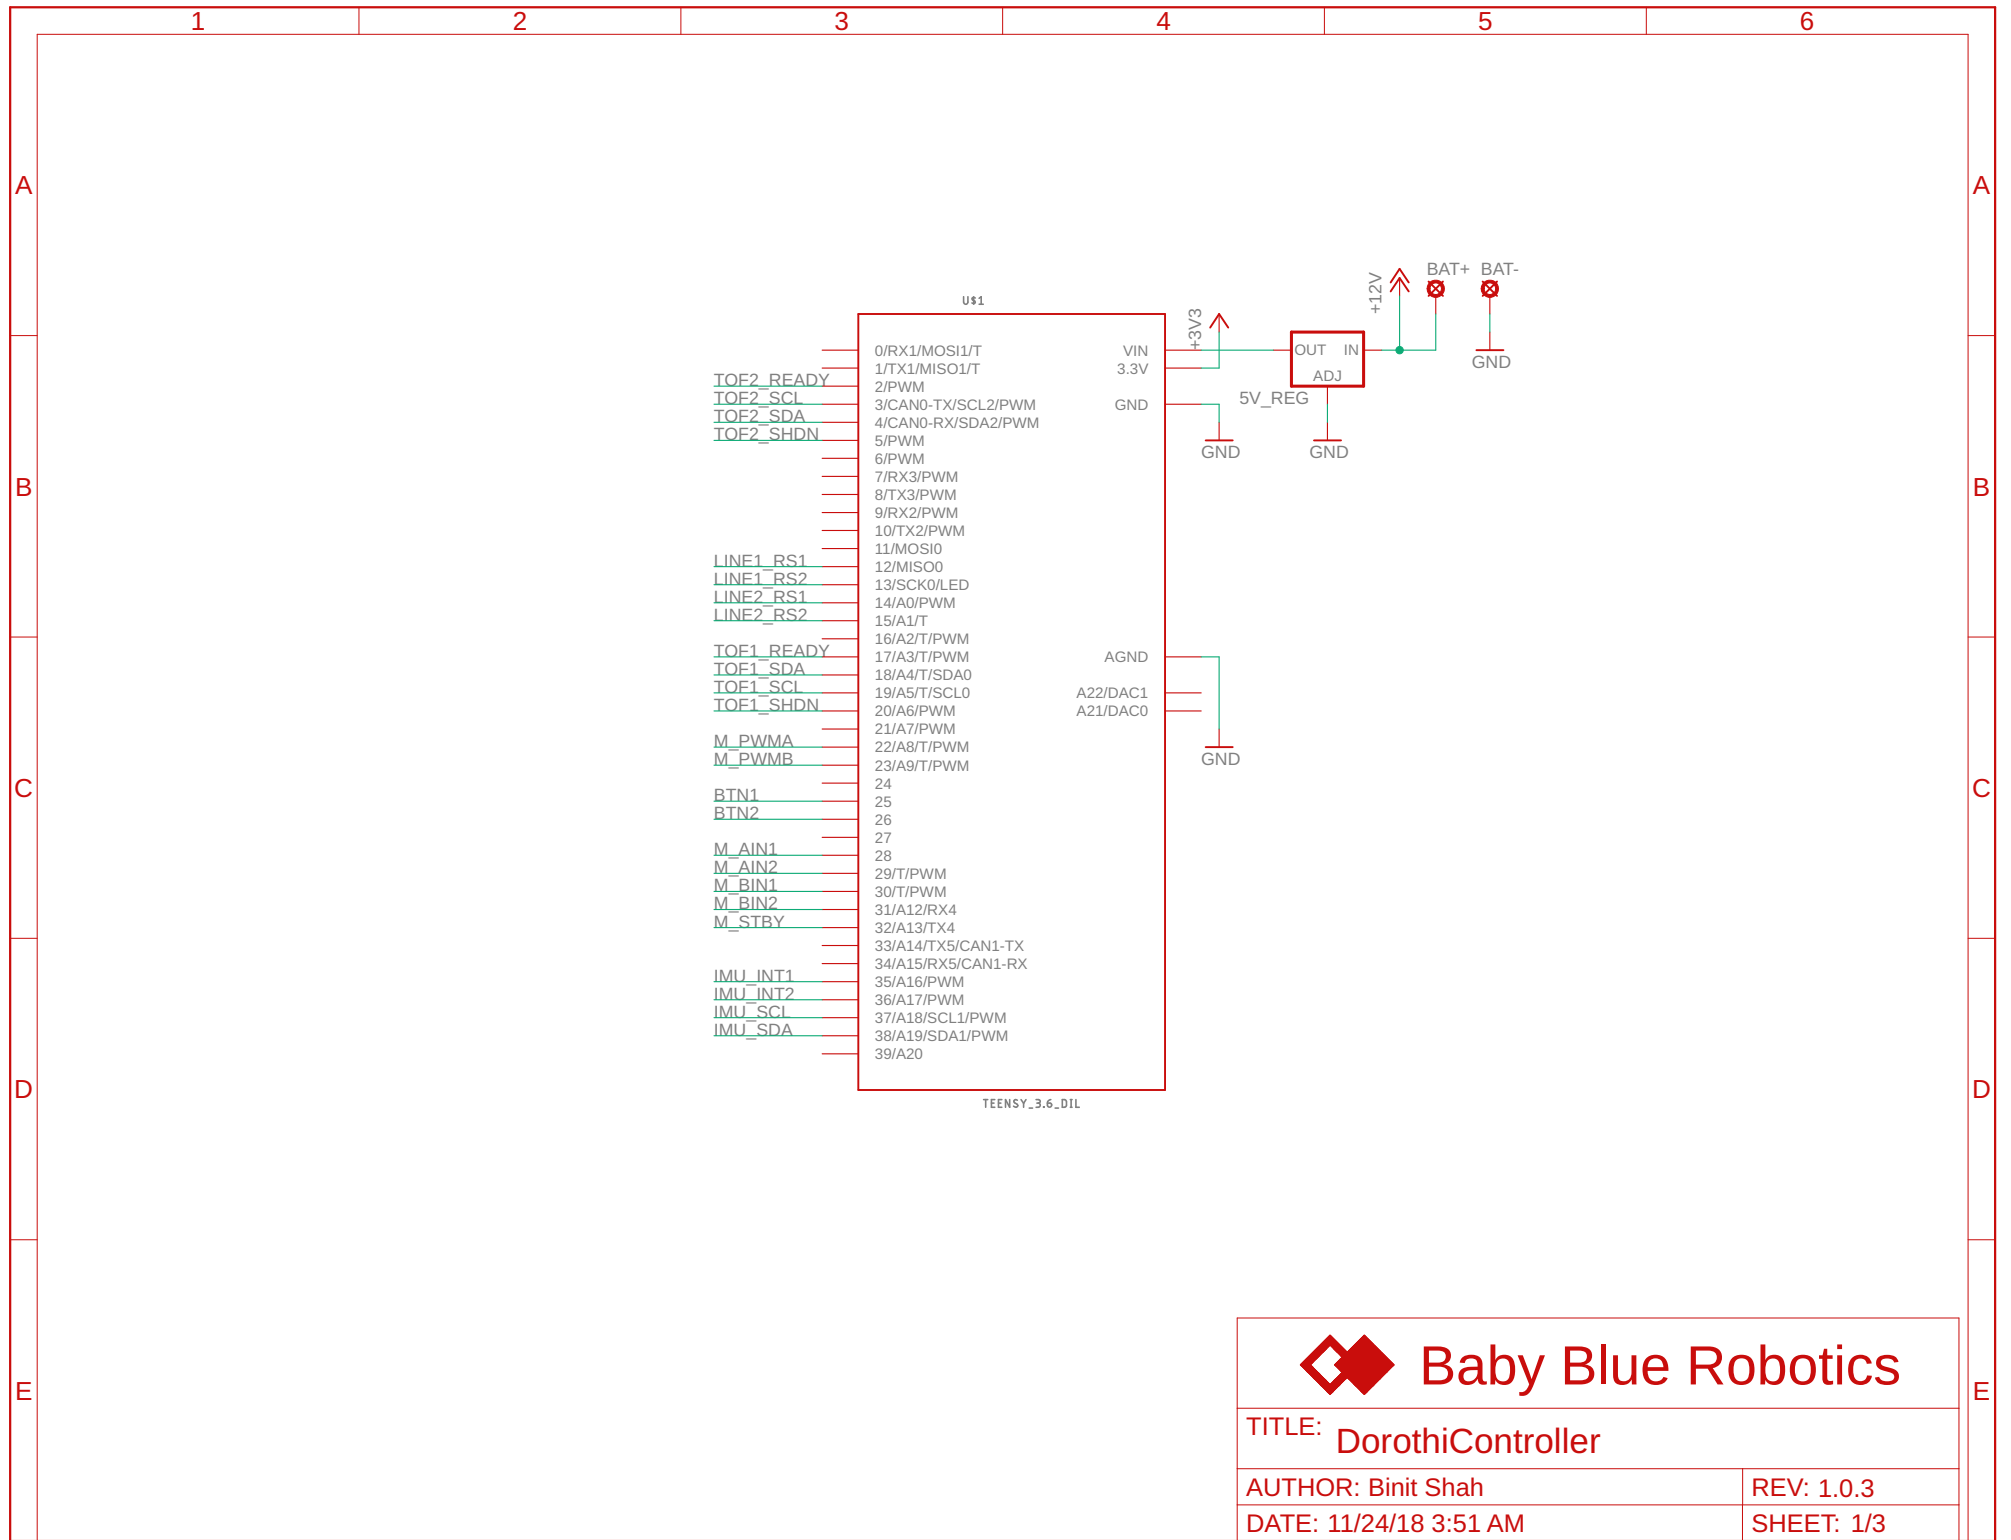 1 2 3 4 5 6
A A
+12V BAT+ BAT-
U$1
+3V3
GND
OUT IN
ADJ
5V_REG
GND
GND
TOF2_READY
TOF2_SCL
TOF2_SDA
TOF2_SHDN
LINE1_RS1
LINE1_RS2
LINE2_RS1
LINE2_RS2
TOF1_READY
TOF1_SDA
TOF1_SCL
TOF1_SHDN
M_PWMA
M_PWMB
BTN1
BTN2
M_AIN1
M_AIN2
M_BIN1
M_BIN2
M_STBY
IMU_INT1
IMU_INT2
IMU_SCL
IMU_SDA
0/RX1/MOSI1/T
1/TX1/MISO1/T
2/PWM
3/CAN0-TX/SCL2/PWM
4/CAN0-RX/SDA2/PWM
5/PWM
6/PWM
7/RX3/PWM
8/TX3/PWM
9/RX2/PWM
10/TX2/PWM
11/MOSI0
12/MISO0
13/SCK0/LED
14/A0/PWM
15/A1/T
16/A2/T/PWM
17/A3/T/PWM
18/A4/T/SDA0
19/A5/T/SCL0
20/A6/PWM
21/A7/PWM
22/A8/T/PWM
23/A9/T/PWM
24
25
26
27
28
29/T/PWM
30/T/PWM
31/A12/RX4
32/A13/TX4
33/A14/TX5/CAN1-TX
34/A15/RX5/CAN1-RX
35/A16/PWM
36/A17/PWM
37/A18/SCL1/PWM
38/A19/SDA1/PWM
39/A20
VIN
3.3V
GND
AGND
A22/DAC1
A21/DAC0
GND
TEENSY_3.6_DIL
B B
C C
D D
E E
Baby Blue Robotics
TITLE: DorothiController
AUTHOR: Binit Shah REV: 1.0.3
DATE: 11/24/18 3:51 AM SHEET: 1/3